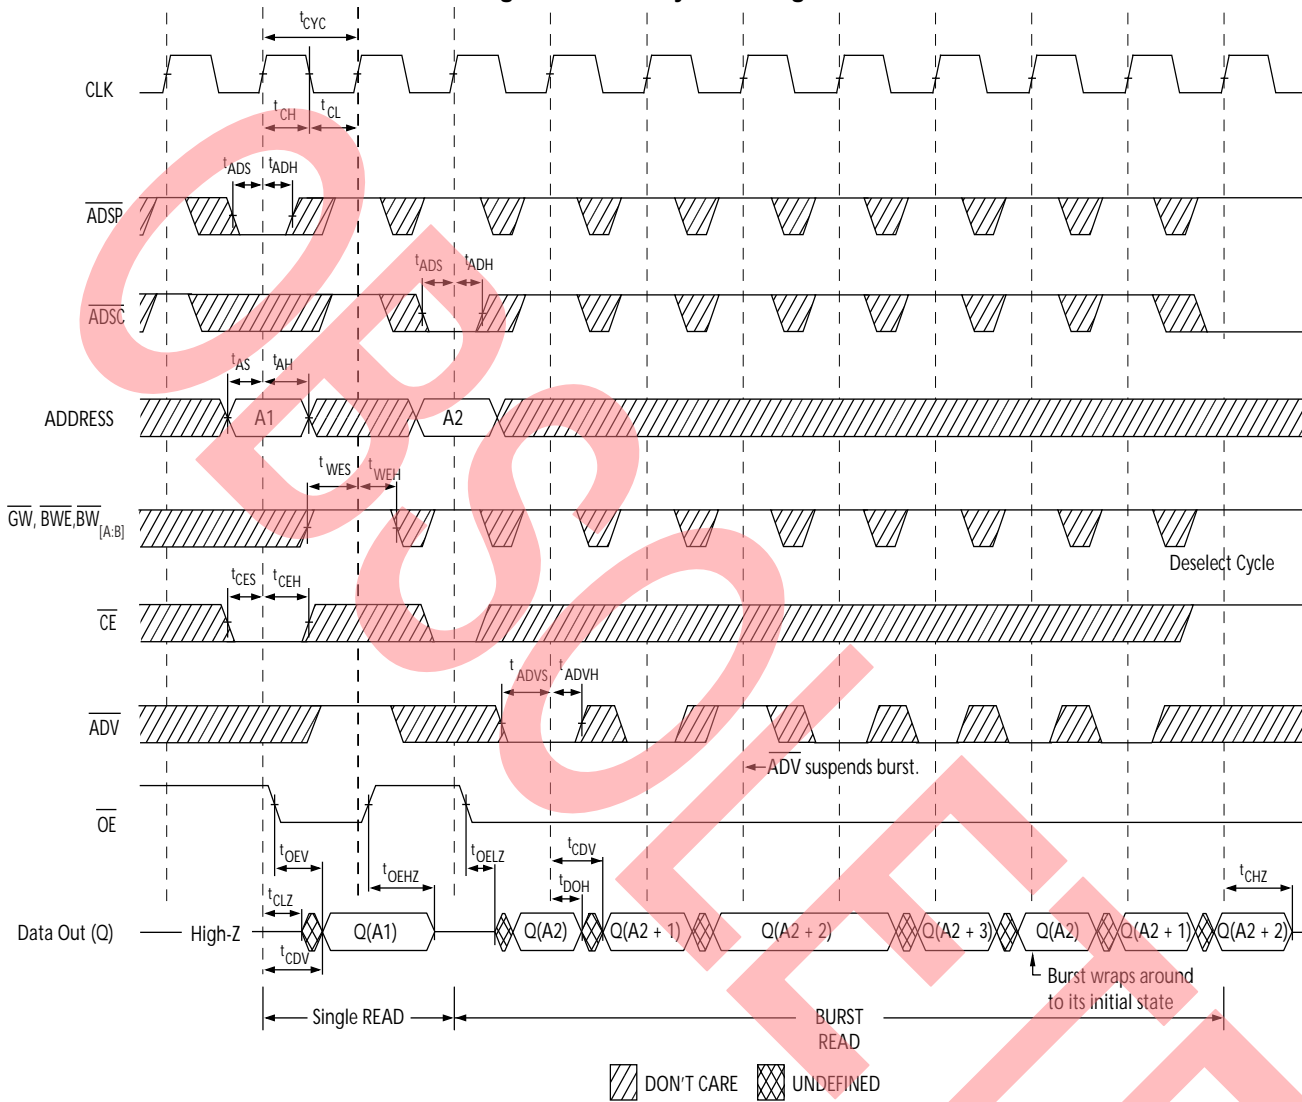 tCYC
CLK
tCH
tCL
tADS
tADH
ADSP
tADS
tADH
ADSC
tAS
tAH
ADDRESS
A1
A2
tWES
tWEH
GW, BWE,BW[A:B]
Deselect Cycle
tCES
tCEH
CE
tADVS
tADVH
ADV
ADV suspends burst.
OE
tOEV
tOEHZ
tOELZ
tCDV
tCLZ
tDOH
tCHZ
Data Out (Q)
High-Z
Q(A1)
Q(A2)
Q(A2 + 1)
Q(A2 + 2)
Q(A2 + 3)
Q(A2)
Q(A2 + 1)
Q(A2 + 2)
tCDV
Burst wraps around
to its initial state
Single READ
BURST
READ
DON'T CARE
UNDEFINED
OBSOLETE